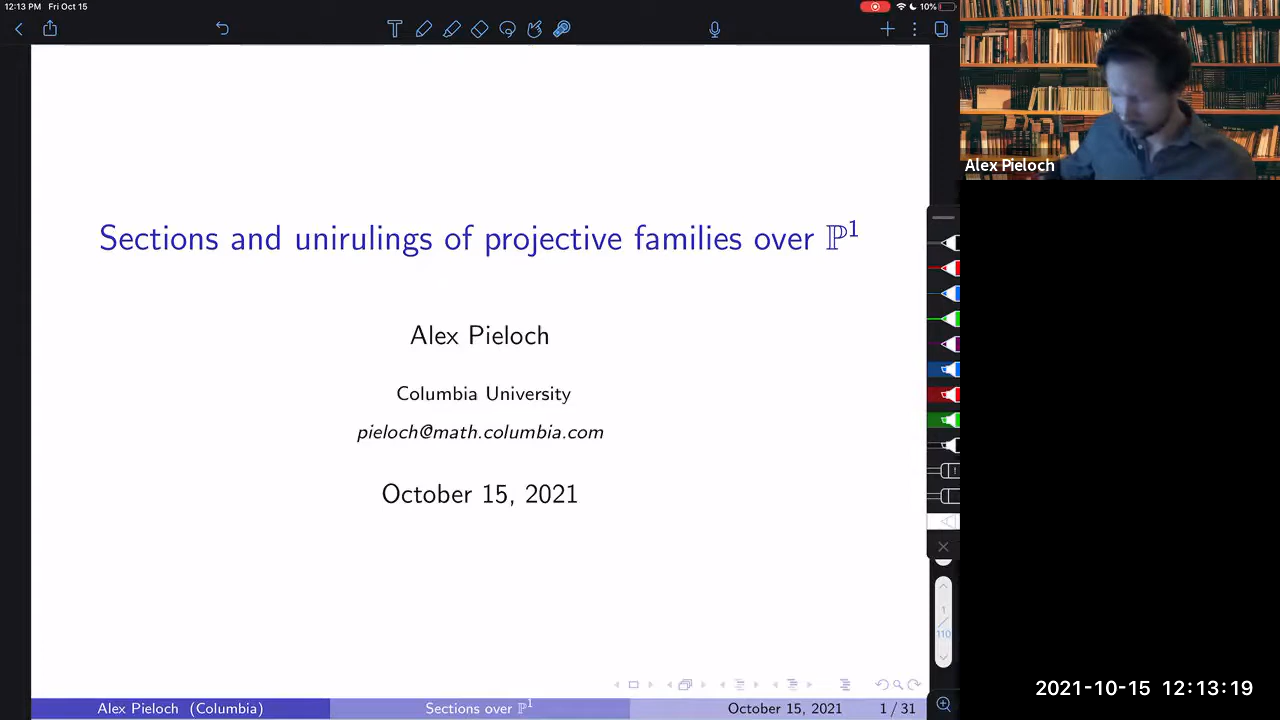 12:13 PM Fri Oct 15
10%
Sections and unirulings of projective families over ℙ¹
Alex Pieloch
Columbia University
pieloch@math.columbia.com
October 15, 2021
Alex Pieloch
1
110
Alex Pieloch (Columbia)
Sections over ℙ¹
October 15, 2021
1 / 31
2021-10-15 12:13:19